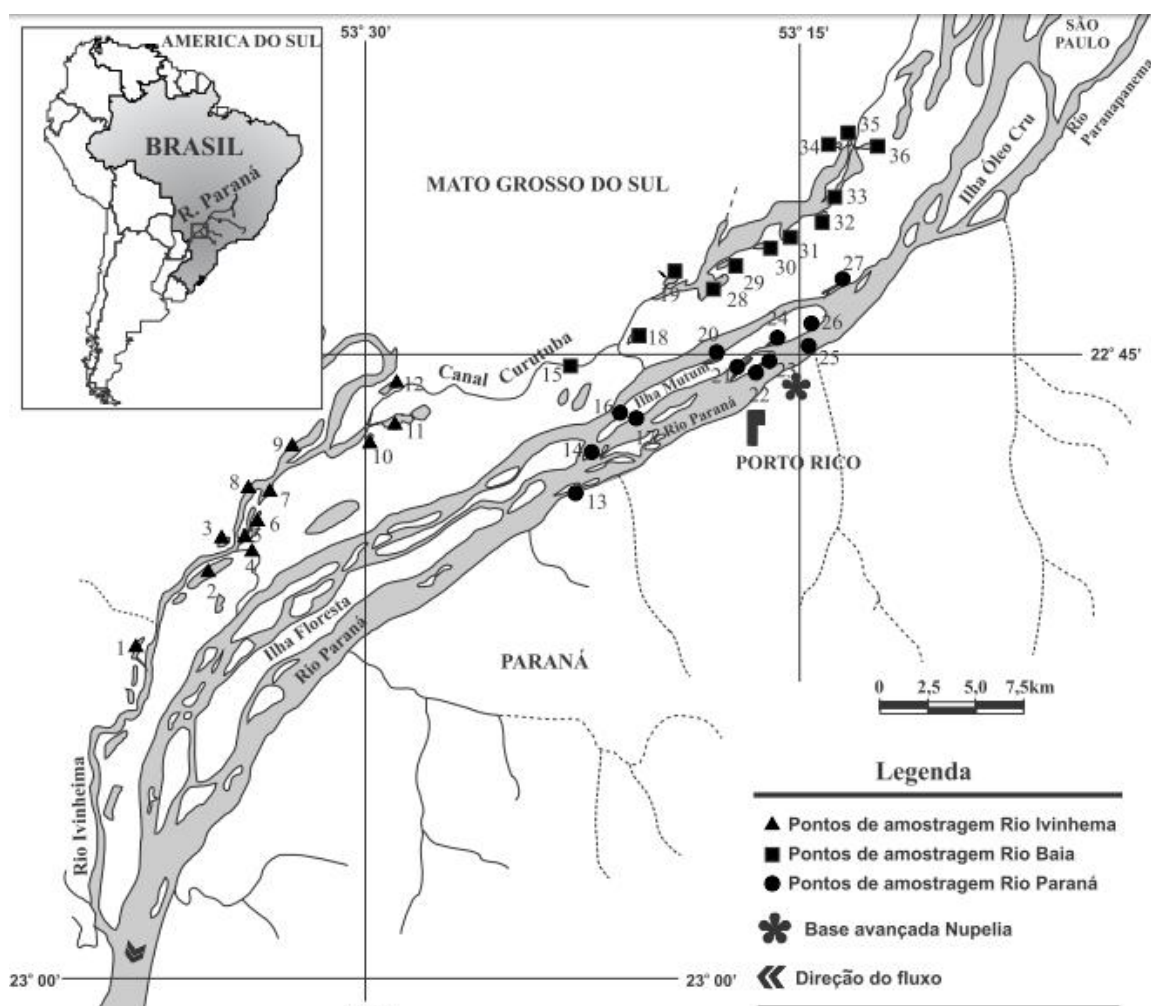 AMERICA DO SUL
BRASIL
R. Paraná
53° 30'
53° 15'
SÃO
PAULO
Rio Paranapanema
Ilha Óleo Cru
MATO GROSSO DO SUL
35
34
36
33
32
31
30
29
28
19
27
26
24
20
18
25
22° 45'
23
21
22
Canal Curutuba
15
Ilha Mutum
Rio Paraná
16
17
14
13
PORTO RICO
12
11
10
9
8
7
6
5
4
3
2
1
Ilha Floresta
Rio Paraná
PARANÁ
Rio Ivinheima
0 2,5 5,0 7,5km
Legenda
Pontos de amostragem Rio Ivinhema
Pontos de amostragem Rio Baia
Pontos de amostragem Rio Paraná
Base avançada Nupelia
Direção do fluxo
23° 00'
23° 00'